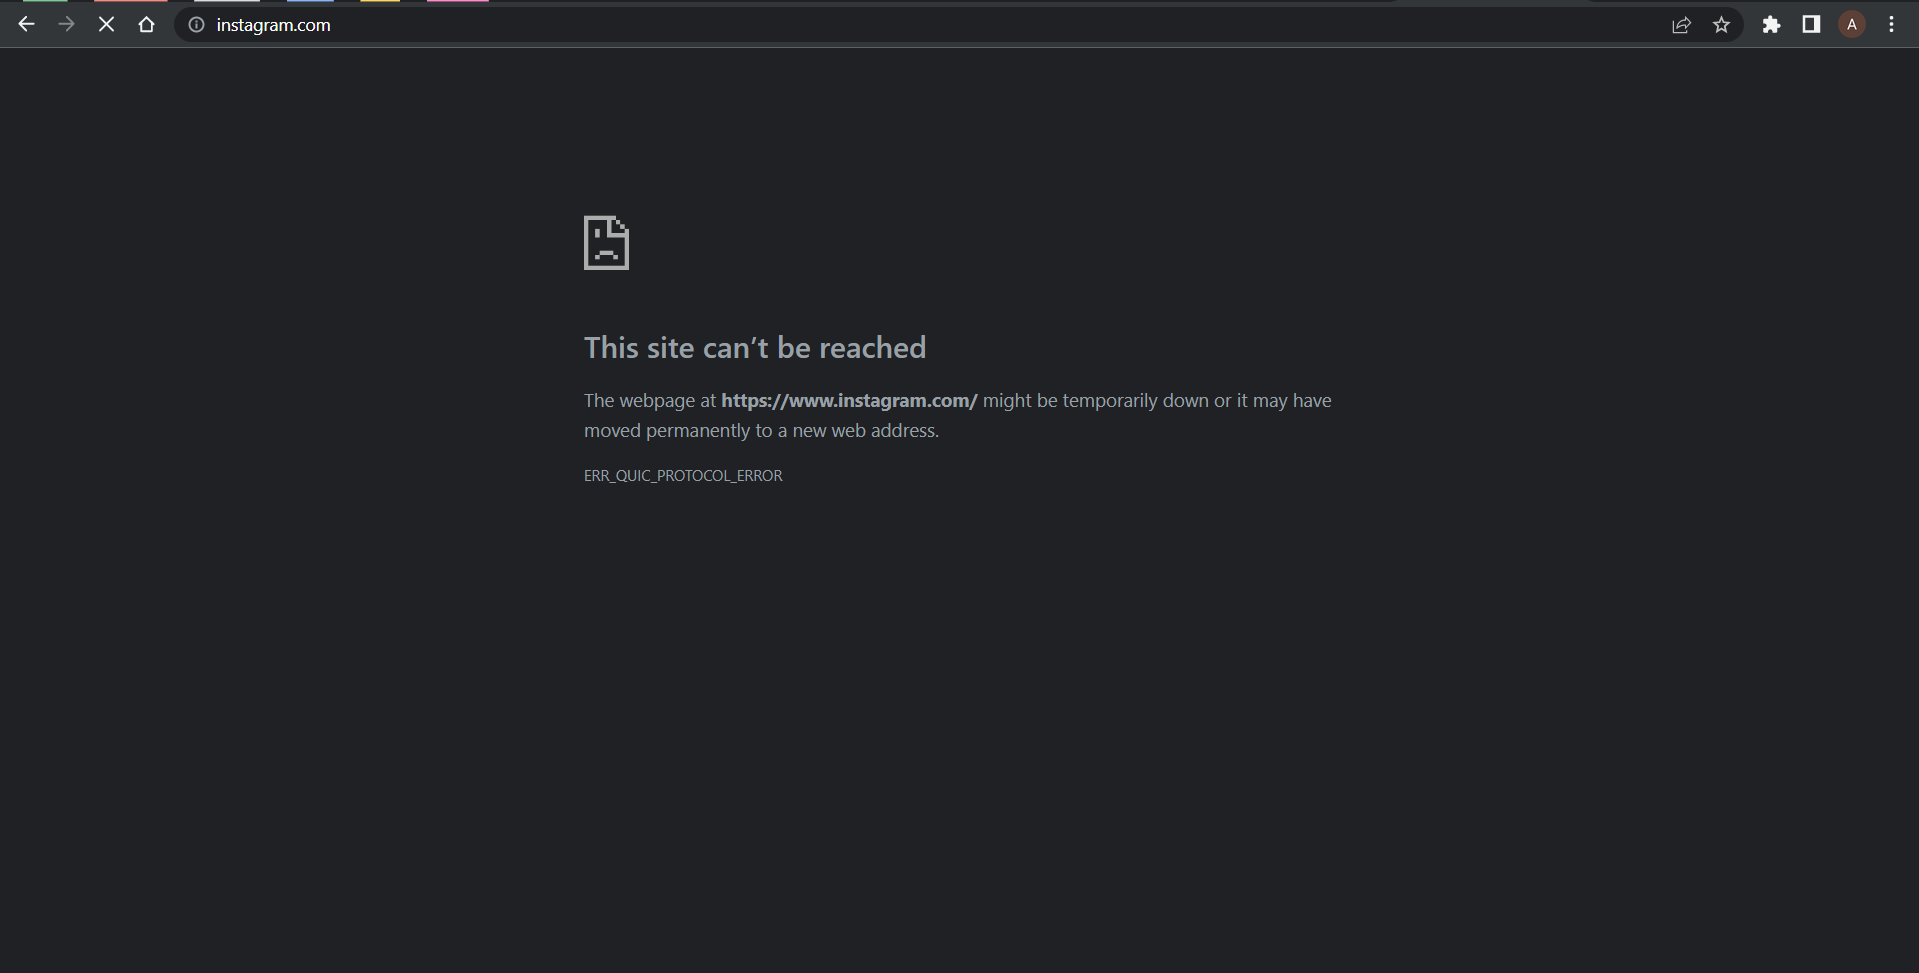 instagram.com
A
This site can’t be reached
The webpage at https://www.instagram.com/ might be temporarily down or it may have
moved permanently to a new web address.
ERR_QUIC_PROTOCOL_ERROR